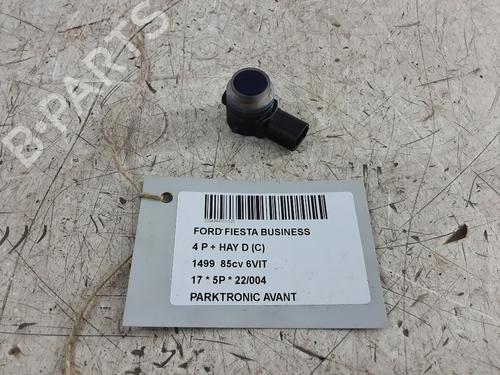 B-PARTS
FORD FIESTA BUSINESS
4 P + HAY D (C)
1499 85cv 6VIT
17 * 5P * 22/004
PARKTRONIC AVANT